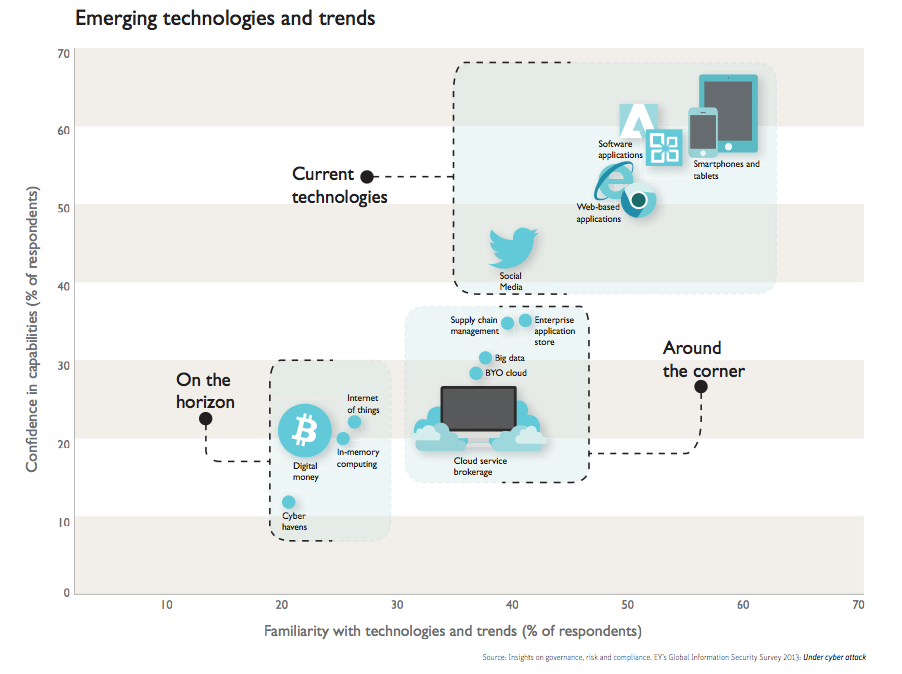 Emerging technologies and trends
Confidence in capabilities (% of respondents)
70
60
50
40
30
20
10
0
Current
technologies
Software
applications
Smartphones and
tablets
Web-based
applications
Social
Media
Around
the corner
Supply chain
management
Enterprise
application
store
Big data
BYO cloud
Cloud service
brokerage
On the
horizon
Internet
of things
In-memory
computing
Digital
money
Cyber
havens
10
20
30
40
50
60
70
Familiarity with technologies and trends (% of respondents)
Source: Insights on governance, risk and compliance. EY's Global Information Security Survey 2013: Under cyber attack